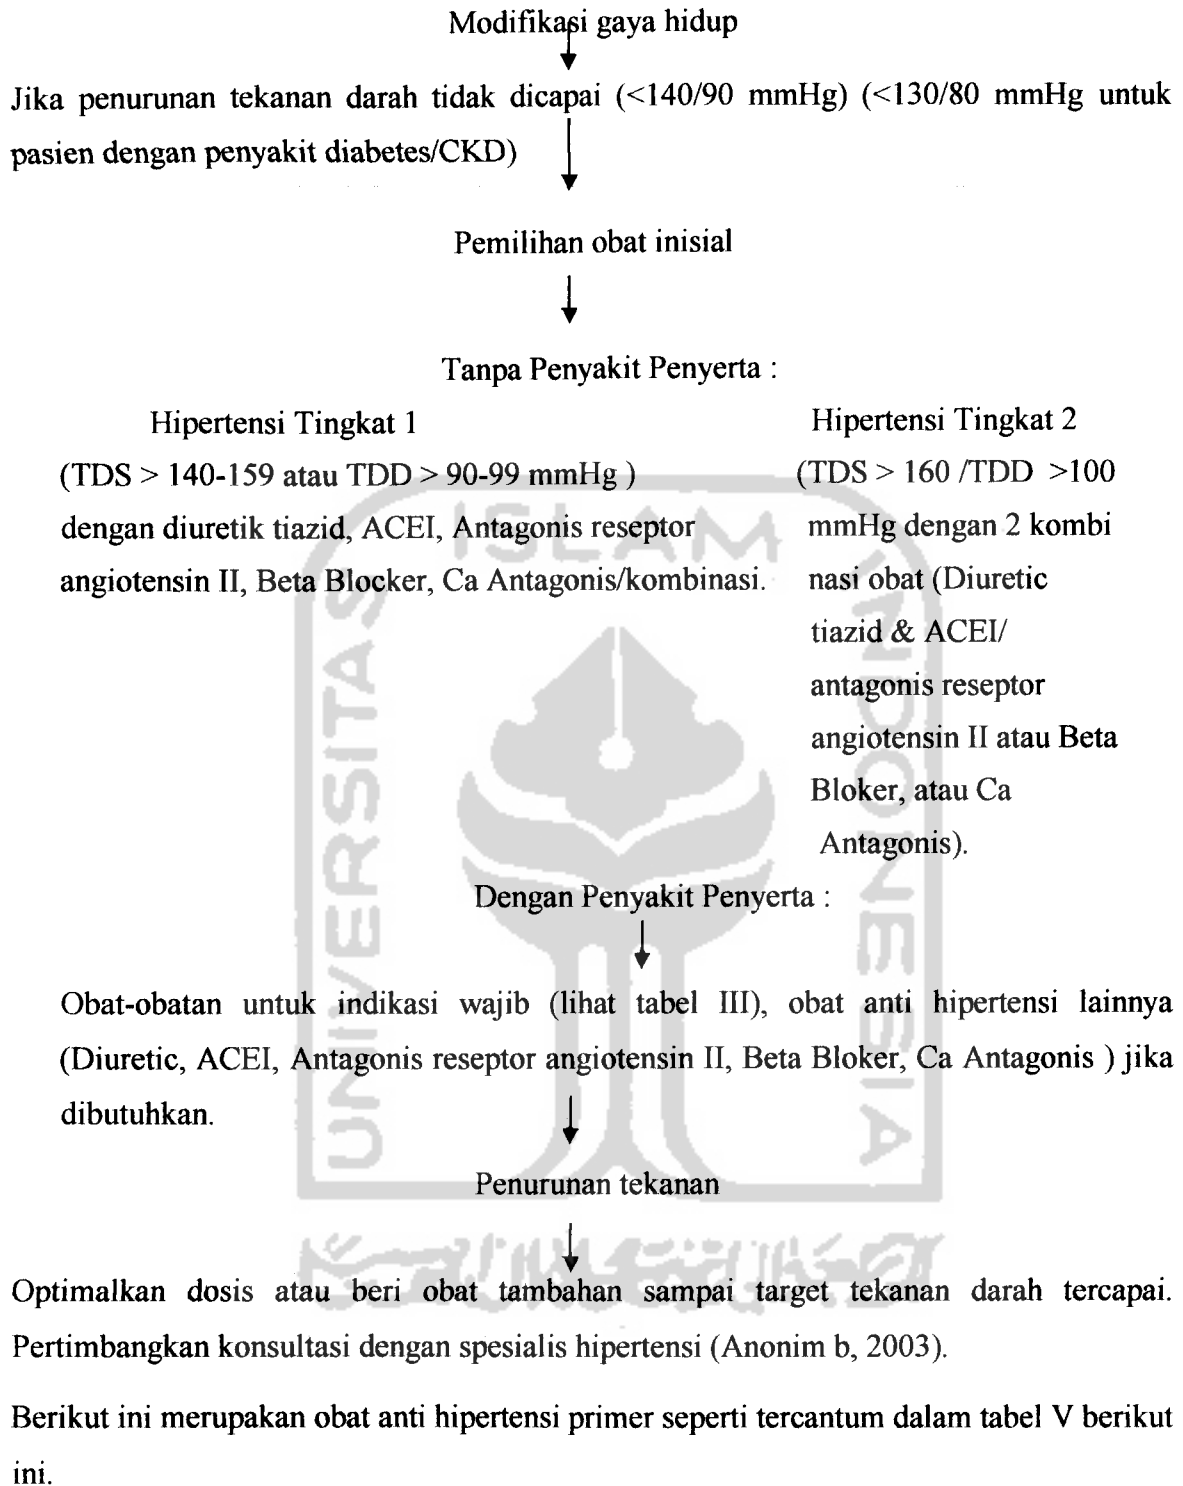 Modifikasi gaya hidup
Jika penurunan tekanan darah tidak dicapai (<140/90 mmHg) (<130/80 mmHg untuk
pasien dengan penyakit diabetes/CKD)
Pemilihan obat inisial
Tanpa Penyakit Penyerta :
Hipertensi Tingkat 1
(TDS > 140-159 atau TDD > 90-99 mmHg )
dengan diuretik tiazid, ACEI, Antagonis reseptor
angiotensin II, Beta Blocker, Ca Antagonis/kombinasi.
Hipertensi Tingkat 2
(TDS > 160 /TDD >100
mmHg dengan 2 kombi
nasi obat (Diuretic
tiazid & ACEI/
antagonis reseptor
angiotensin II atau Beta
Bloker, atau Ca
Antagonis).
Dengan Penyakit Penyerta :
Obat-obatan untuk indikasi wajib (lihat tabel III), obat anti hipertensi lainnya
(Diuretic, ACEI, Antagonis reseptor angiotensin II, Beta Bloker, Ca Antagonis ) jika
dibutuhkan.
Penurunan tekanan
Optimalkan dosis atau beri obat tambahan sampai target tekanan darah tercapai.
Pertimbangkan konsultasi dengan spesialis hipertensi (Anonim b, 2003).
Berikut ini merupakan obat anti hipertensi primer seperti tercantum dalam tabel V berikut
ini.
UNIVERSITAS
ISLAM
INDONESIA